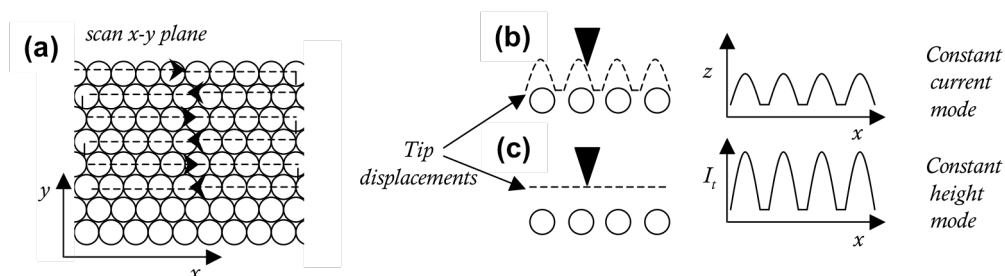 (a)
scan x-y plane
y
x
(b)
(c)
Tip
displacements
z
x
Constant
current
mode
I_t
x
Constant
height
mode